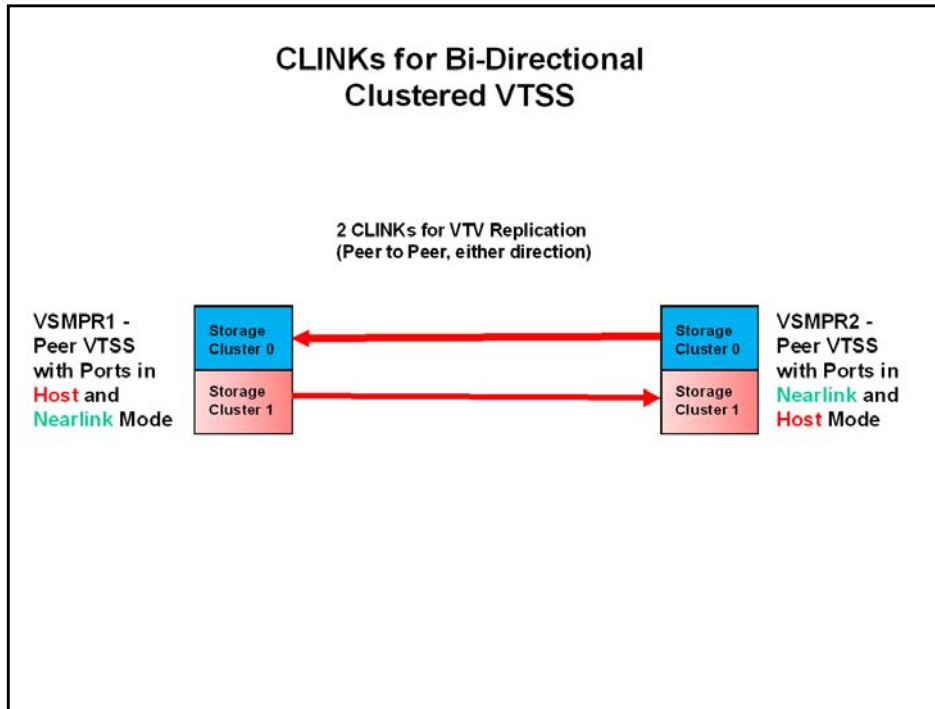 CLINKs for Bi-Directional
Clustered VTSS
2 CLINKs for VTV Replication
(Peer to Peer, either direction)
VSMPR1 -
Peer VTSS
with Ports in
Host and
Nearlink Mode
Storage
Cluster 0
Storage
Cluster 1
Storage
Cluster 0
Storage
Cluster 1
VSMPR2 -
Peer VTSS
with Ports in
Nearlink and
Host Mode